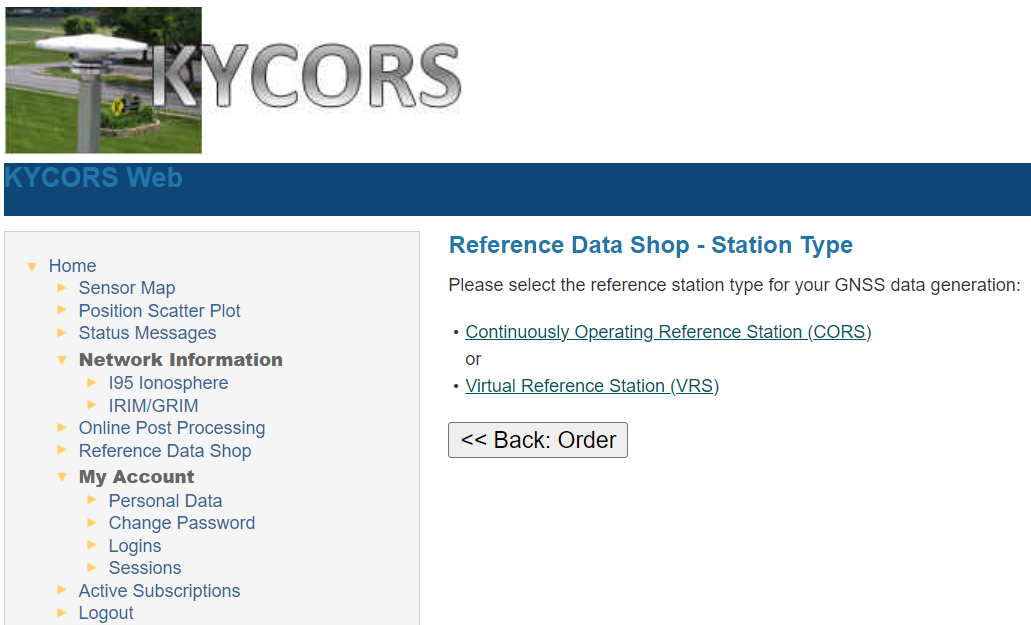 KYCORS
KYCORS Web
Home
Sensor Map
Position Scatter Plot
Status Messages
Network Information
I95 Ionosphere
IRIM/GRIM
Online Post Processing
Reference Data Shop
My Account
Personal Data
Change Password
Logins
Sessions
Active Subscriptions
Logout
Reference Data Shop - Station Type
Please select the reference station type for your GNSS data generation:
• Continuously Operating Reference Station (CORS)
or
• Virtual Reference Station (VRS)
<< Back: Order